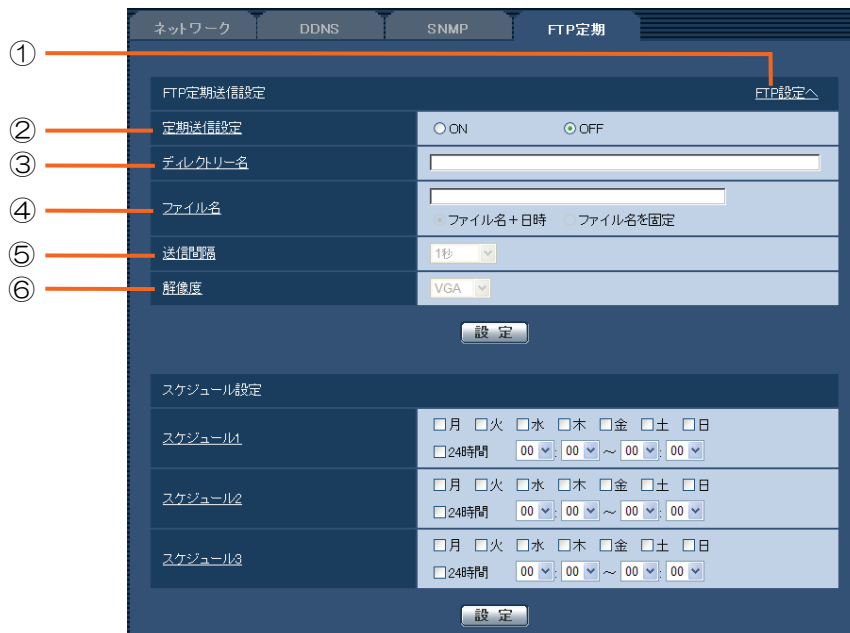 ネットワーク DDNS SNMP FTP定期
①
FTP定期送信設定 FTP設定へ
② 定期送信設定 ON OFF
③ ディレクトリー名
④ ファイル名
ファイル名+日時 ファイル名を固定
⑤ 送信間隔 1秒
⑥ 解像度 VGA
設 定
スケジュール設定
スケジュール1
月 火 水 木 金 土 日
24時間 00 : 00 ~ 00 : 00
スケジュール2
月 火 水 木 金 土 日
24時間 00 : 00 ~ 00 : 00
スケジュール3
月 火 水 木 金 土 日
24時間 00 : 00 ~ 00 : 00
設 定